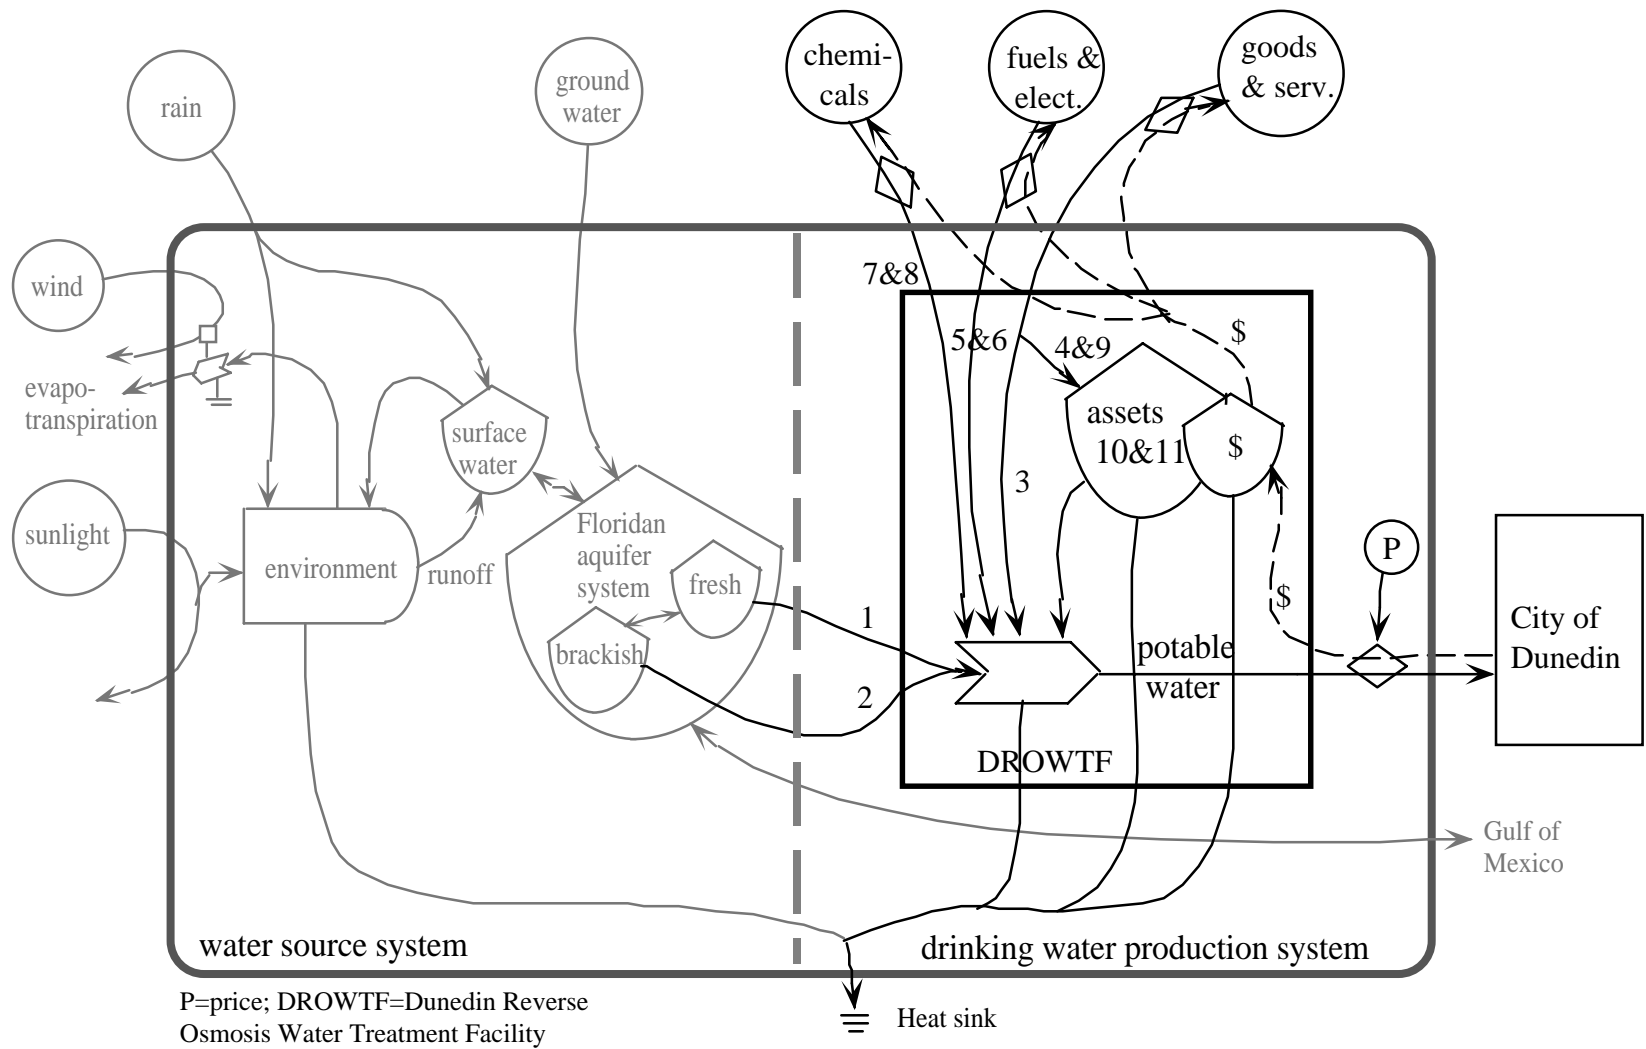 chemi-
cals
fuels &
elect.
goods
& serv.
ground
water
rain
wind
7&8
5&6
4&9
$
evapo-
transpiration
assets
10&11
$
surface
water
3
sunlight
Floridan
aquifer
system
P
environment
runoff
fresh
$
1
City of
Dunedin
brackish
potable
water
2
DROWTF
Gulf of
Mexico
water source system
drinking water production system
P=price; DROWTF=Dunedin Reverse
Osmosis Water Treatment Facility
Heat sink